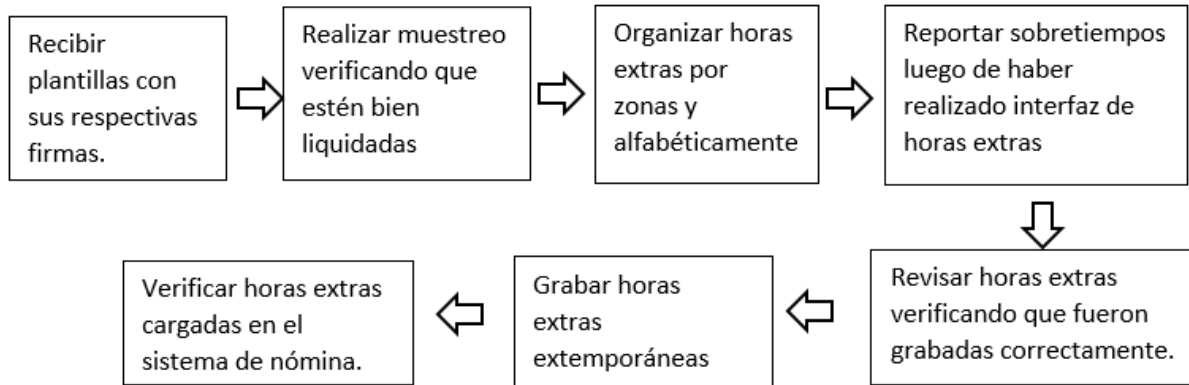 Recibir
plantillas con
sus respectivas
firmas.
Realizar muestreo
verificando que
estén bien
liquidadas
Organizar horas
extras por
zonas y
alfabéticamente
Reportar sobretiempos
luego de haber
realizado interfaz de
horas extras
Revisar horas extras
verificando que fueron
grabadas correctamente.
Grabar horas
extras
extemporáneas
Verificar horas extras
cargadas en el
sistema de nómina.